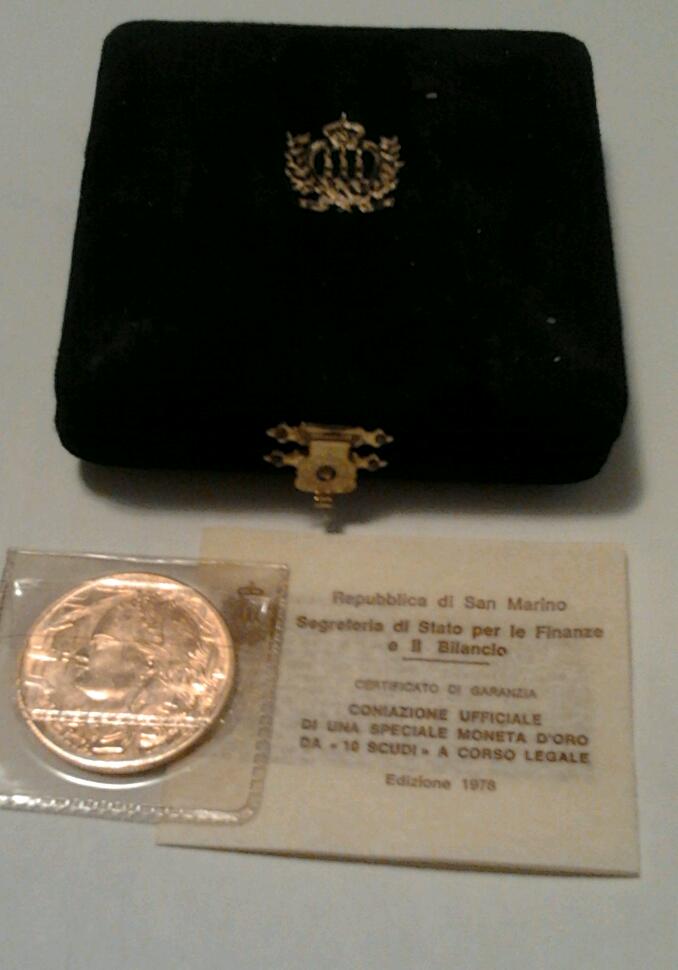 Repubblica di San Marino
Segreteria di Stato per le Finanze
e il Bilancio
CERTIFICATO DI GARANZIA
CONIAZIONE UFFICIALE
DI UNA SPECIALE MONETA D'ORO
DA « 10 SCUDI » A CORSO LEGALE
Edizione 1978